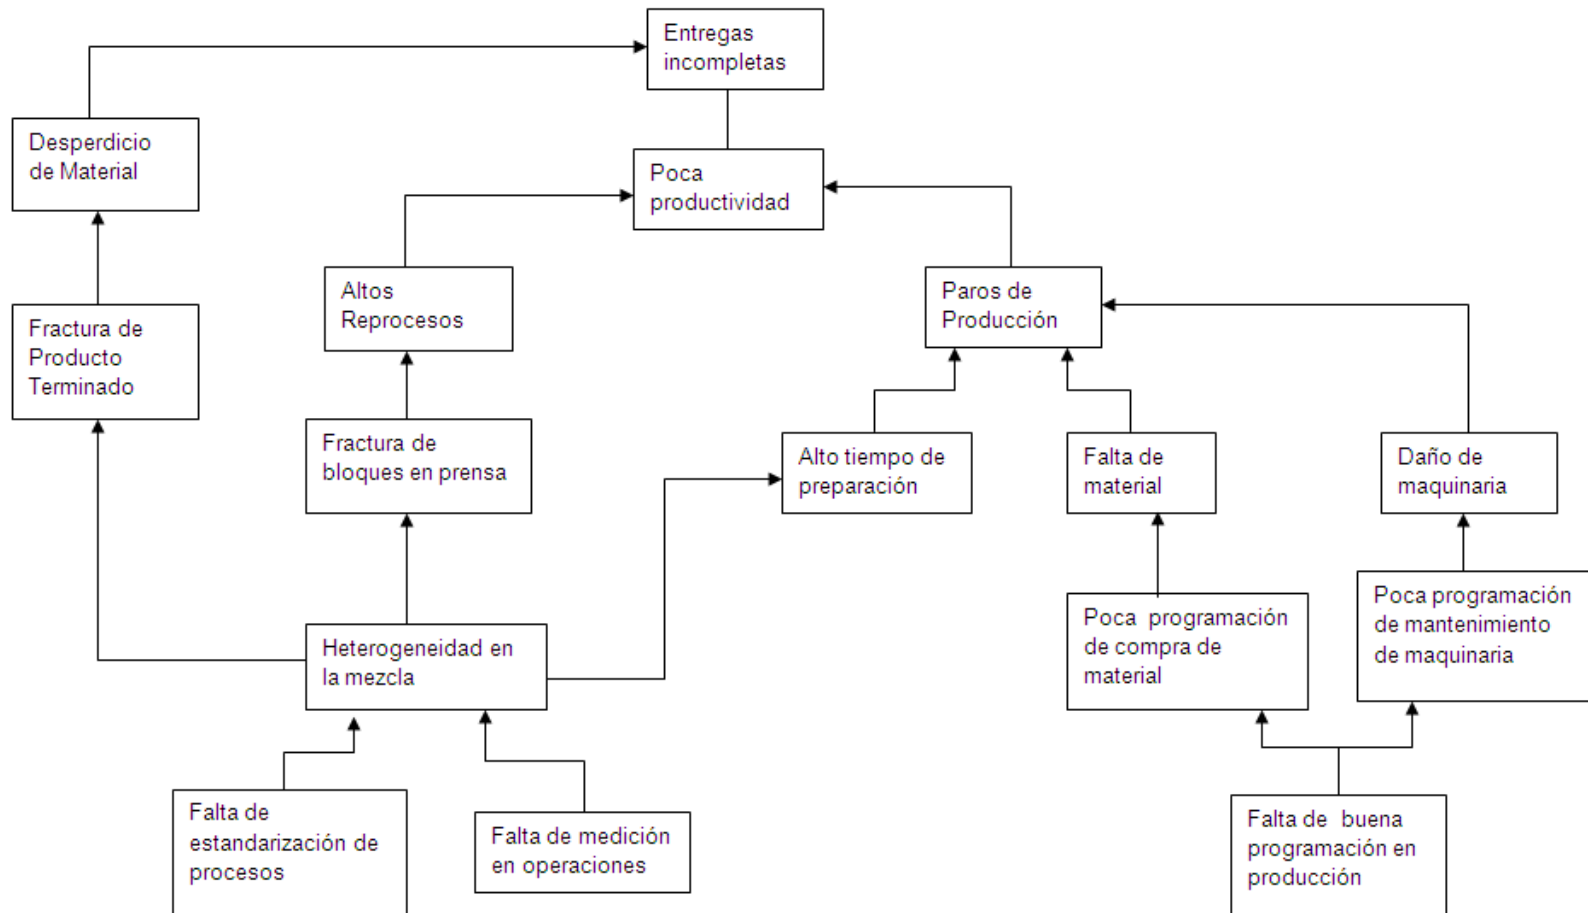 Entregas
incompletas
Desperdicio
de Material
Poca
productividad
Altos
Reprocesos
Paros de
Producción
Fractura de
Producto
Terminado
Fractura de
bloques en prensa
Alto tiempo de
preparación
Falta de
material
Daño de
maquinaria
Poca programación
de compra de
material
Poca programación
de mantenimiento
de maquinaria
Heterogeneidad en
la mezcla
Falta de
estandarización de
procesos
Falta de medición
en operaciones
Falta de buena
programación en
producción